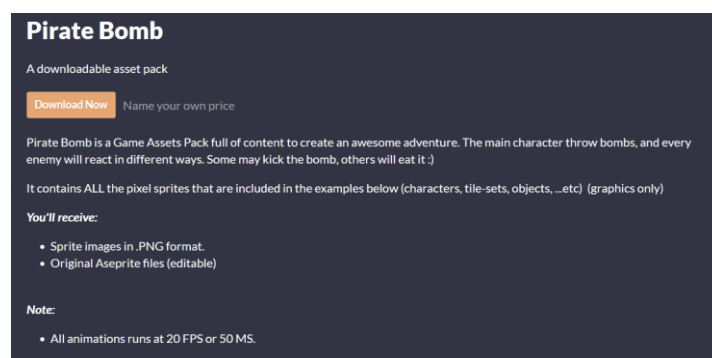 Pirate Bomb
A downloadable asset pack
Download Now Name your own price
Pirate Bomb is a Game Assets Pack full of content to create an awesome adventure. The main character throw bombs, and every
enemy will react in different ways. Some may kick the bomb, others will eat it :)
It contains ALL the pixel sprites that are included in the examples below (characters, tile-sets, objects, ...etc) (graphics only)
You'll receive:
• Sprite images in .PNG format.
• Original Aseprite files (editable)
Note:
• All animations runs at 20 FPS or 50 MS.